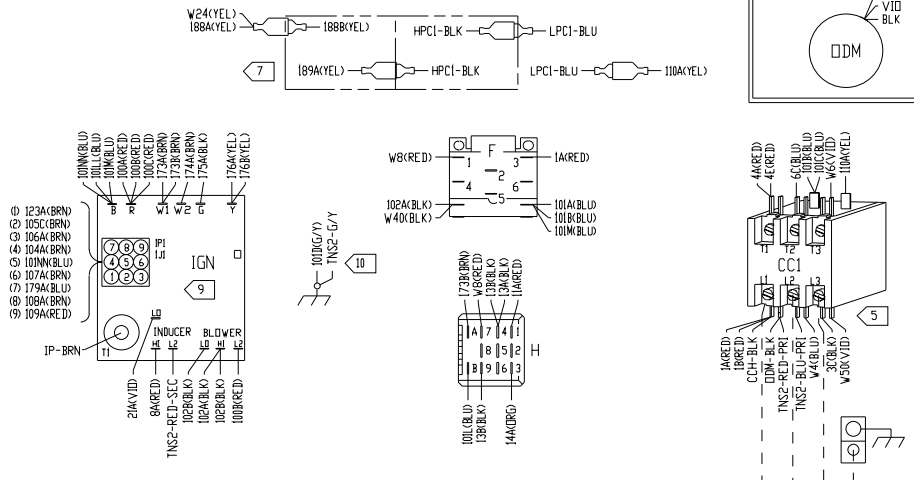 W24(YEL)
188A(YEL)
188B(YEL)
HPC1-BLK
LPC1-BLU
7
189A(YEL)
HPC1-BLK
LPC1-BLU
110A(YEL)
VIO
BLK
ODM
101NN(BLU)
101LL(BLU)
101M(BLU)
100A(RED)
100B(RED)
100C(RED)
173A(BRN)
173B(BRN)
174A(BRN)
175A(BLK)
176A(YEL)
176B(YEL)
B R W1 W2 G Y
(1) 123A(BRN)
(2) 105C(BRN)
(3) 106A(BRN)
(4) 104A(BRN)
(5) 101NN(BLU)
(6) 107A(BRN)
(7) 179A(BLU)
(8) 108A(BRN)
(9) 109A(RED)
7 8 9
4 5 6
1 2 3
IP1
1J1
IGN
9
LO
INDUCER
BLOWER
HI L2 LO HI L2
IP-BRN
T1
21A(VIO)
8A(RED)
TNS2-RED-SEC
102B(BLK)
102A(BLK)
102B(BLK)
100B(RED)
101D(G/Y)
TNS2-G/Y
10
W8(RED)
F
1 3
1A(RED)
2
4 6
5
102A(BLK)
W40(BLK)
101A(BLU)
101B(BLU)
101M(BLU)
173B(BRN)
W8(RED)
13B(BLK)
13A(BLK)
11A(RED)
A 7 4 1
8 5 2
B 9 6 3
H
101L(BLU)
13B(BLK)
14A(ORG)
4A(RED)
4E(RED)
6C(BLU)
101B(BLU)
101C(BLU)
W6(VIO)
110A(YEL)
T1 T2 T3
CC1
L1 L2 L3
5
1A(RED)
1B(RED)
CCH-BLK
ODM-BLK
TNS2-RED-PRI
TNS2-BLU-PRI
W4(BLU)
3C(BLK)
W50(VIO)